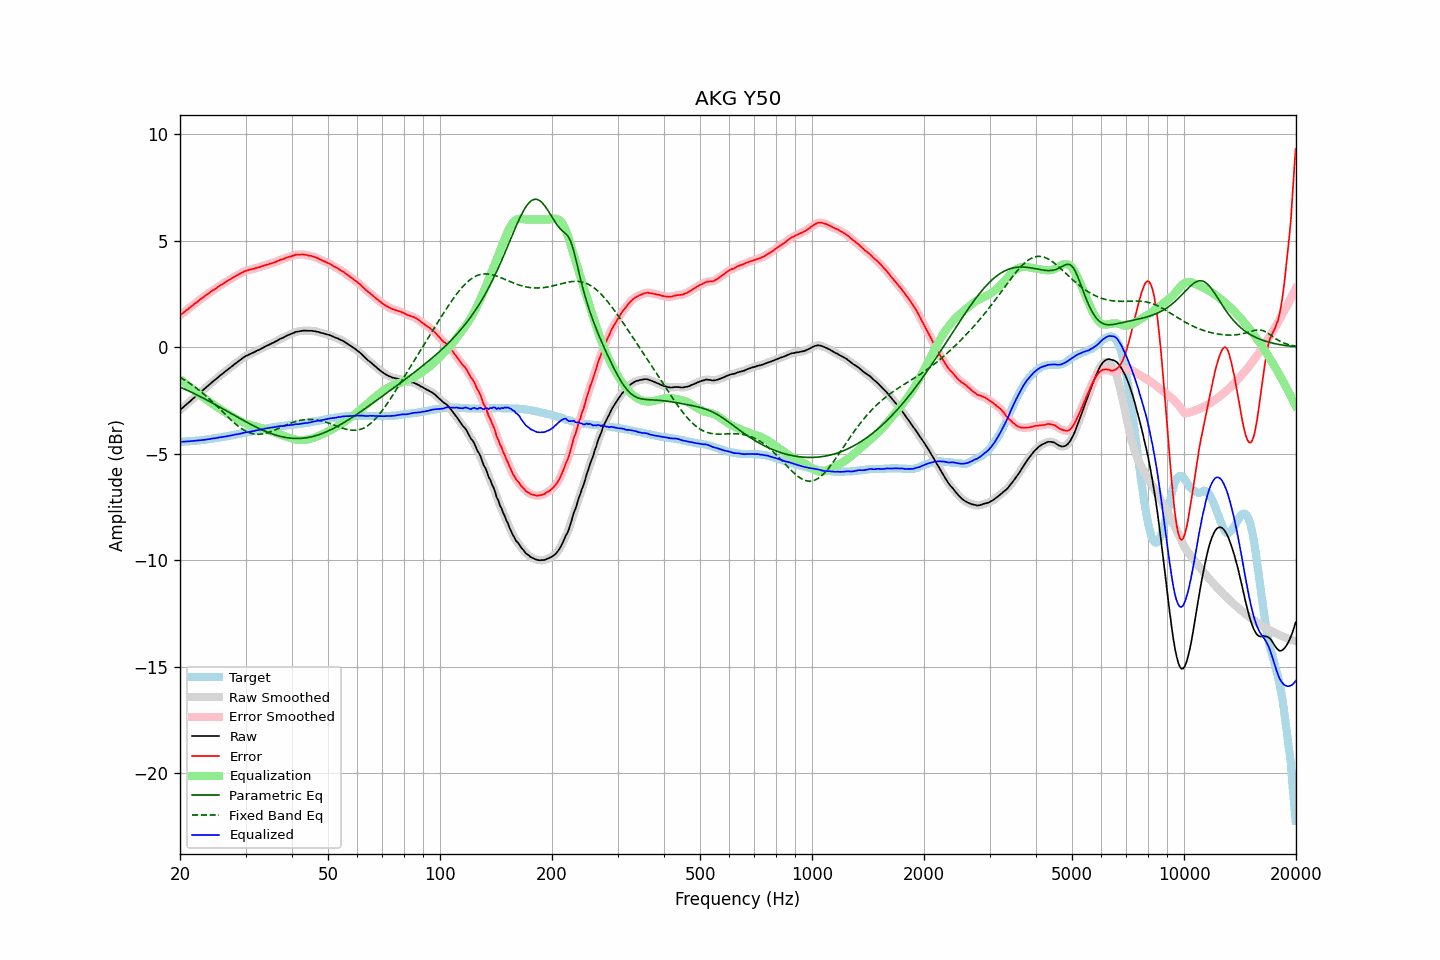 AKG Y50
Amplitude (dBr)
10
5
0
−5
−10
−15
−20
Target
Raw Smoothed
Error Smoothed
Raw
Error
Equalization
Parametric Eq
Fixed Band Eq
Equalized
20 50 100 200 500 1000 2000 5000 10000 20000
Frequency (Hz)